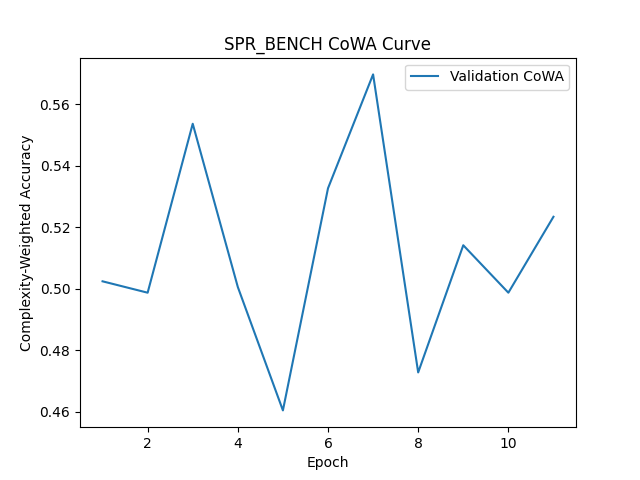 SPR_BENCH CoWA Curve
Validation CoWA
Complexity-Weighted Accuracy
0.56
0.54
0.52
0.50
0.48
0.46
2 4 6 8 10
Epoch